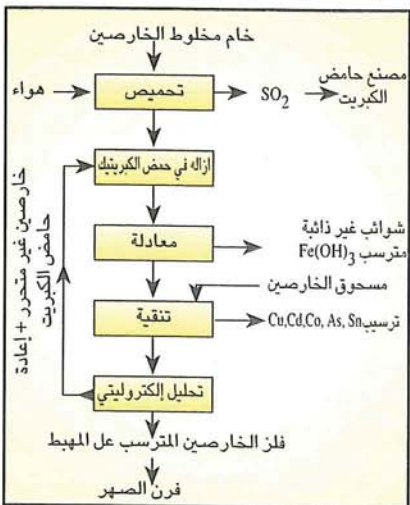 خام مخلوط الخارصين
هواء
تحميص
SO2
مصنع حامض
الكبريت
ازاله في حمض الكبريتيك
معادلة
شوائب غير ذائبة
مترسب Fe(OH)3
مسحوق الخارصين
تنقية
ترسيب Cu,Cd,Co, As, Sn
خارصين غير متحرر + إعادة
حامض الكبريت
تحليل إلكتروليتي
فلز الخارصين المترسب عل المهبط
فرن الصهر